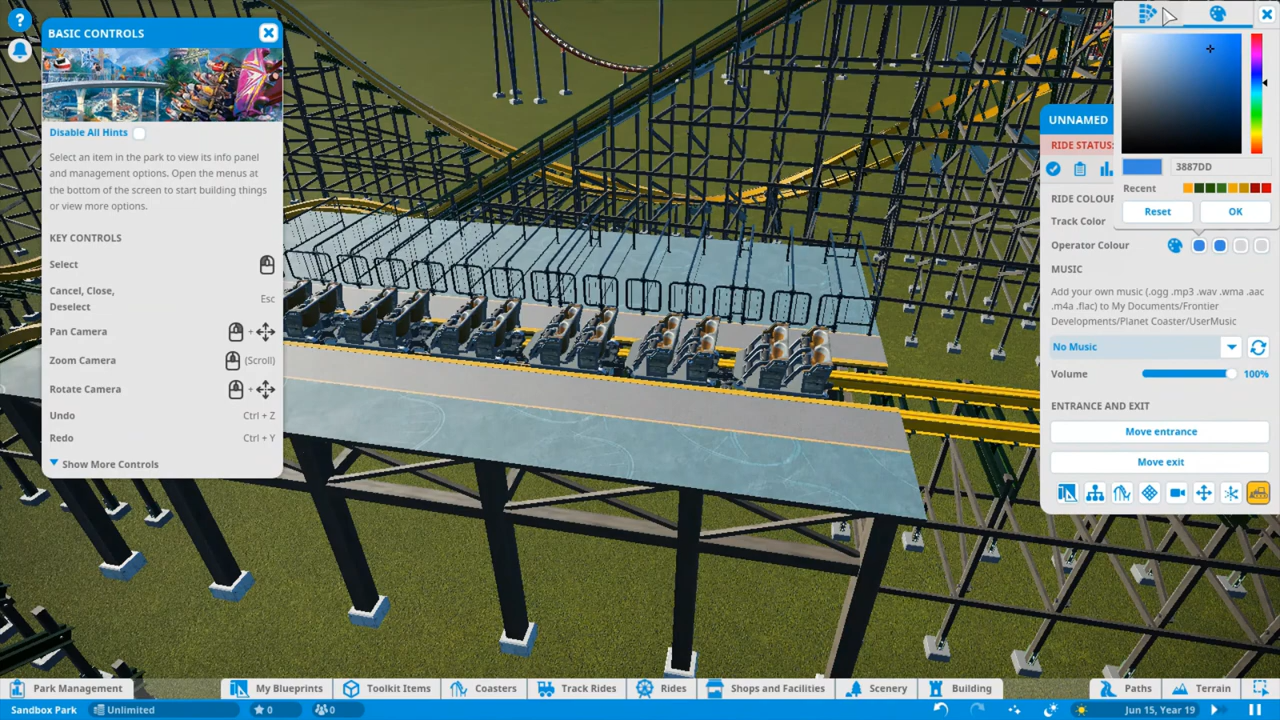 ?
BASIC CONTROLS
Disable All Hints
Select an item in the park to view its info panel
and management options. Open the menus at
the bottom of the screen to start building things
or view more options.
KEY CONTROLS
Select
Cancel, Close,
Deselect
Esc
Pan Camera
+
Zoom Camera
(Scroll)
Rotate Camera
+
Undo
Ctrl + Z
Redo
Ctrl + Y
Show More Controls
3887DD
Recent
Reset
OK
UNNAMED
RIDE STATUS:
RIDE COLOUR
Track Color
Operator Colour
MUSIC
Add your own music (.ogg .mp3 .wav .wma .aac
.m4a .flac) to My Documents/Frontier
Developments/Planet Coaster/UserMusic
No Music
Volume
100%
ENTRANCE AND EXIT
Move entrance
Move exit
Park Management
My Blueprints
Toolkit Items
Coasters
Track Rides
Rides
Shops and Facilities
Scenery
Building
Paths
Terrain
Sandbox Park
Unlimited
0
0
Jun 15, Year 19